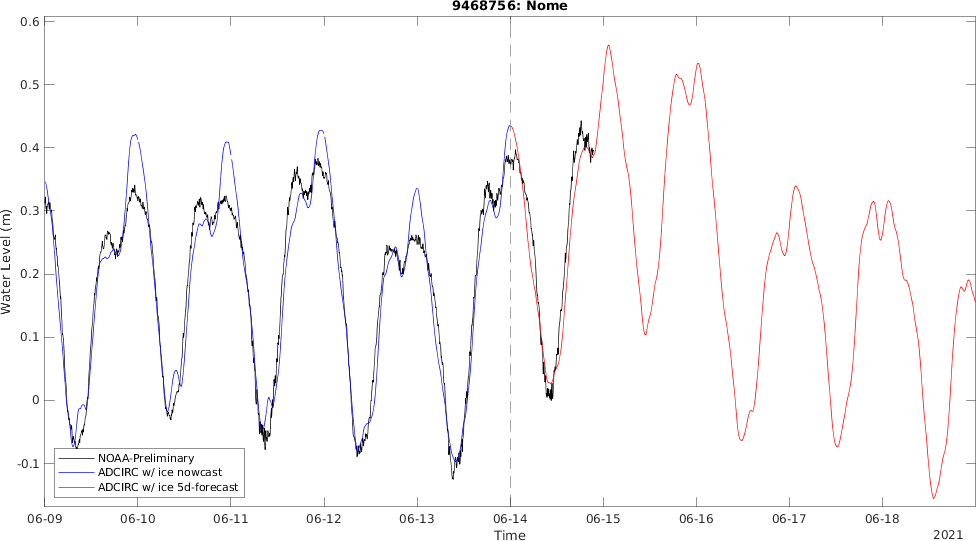 9468756: Nome
0.6
0.5
0.4
0.3
0.2
0.1
0
-0.1
Water Level (m)
NOAA-Preliminary
ADCIRC w/ ice nowcast
ADCIRC w/ ice 5d-forecast
06-09 06-10 06-11 06-12 06-13 06-14 06-15 06-16 06-17 06-18
Time
2021